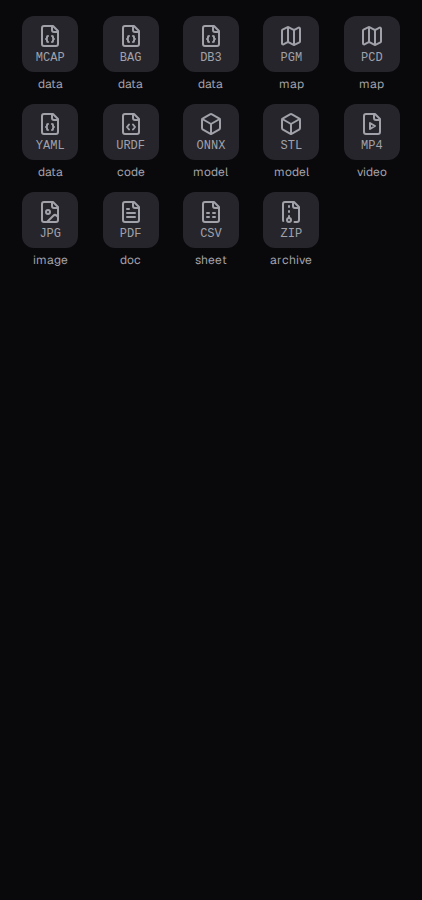 MCAP BAG DB3 PGM PCD
data data data map map
YAML URDF ONNX STL MP4
data code model model video
JPG PDF CSV ZIP
image doc sheet archive